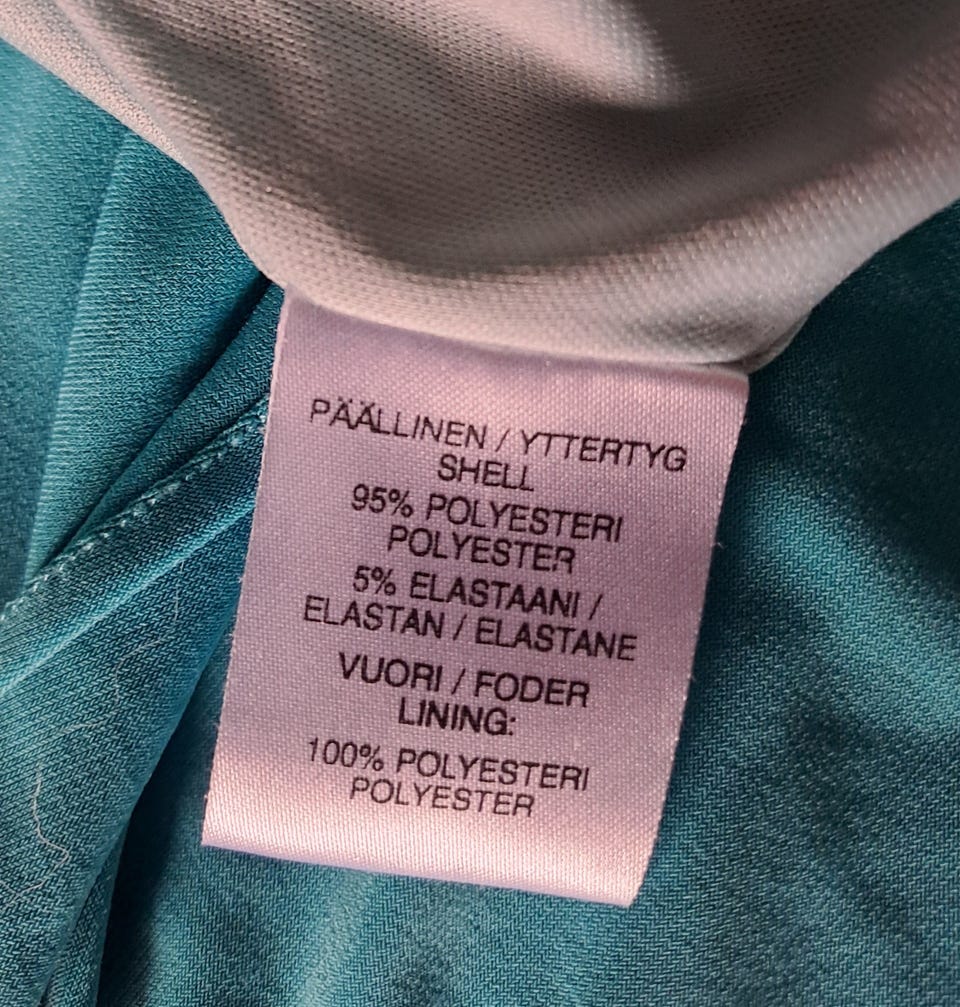 PÄÄLLINEN / YTTERTYG
SHELL
95% POLYESTERI
POLYESTER
5% ELASTAANI /
ELASTAN / ELASTANE
VUORI / FODER
LINING:
100% POLYESTERI
POLYESTER